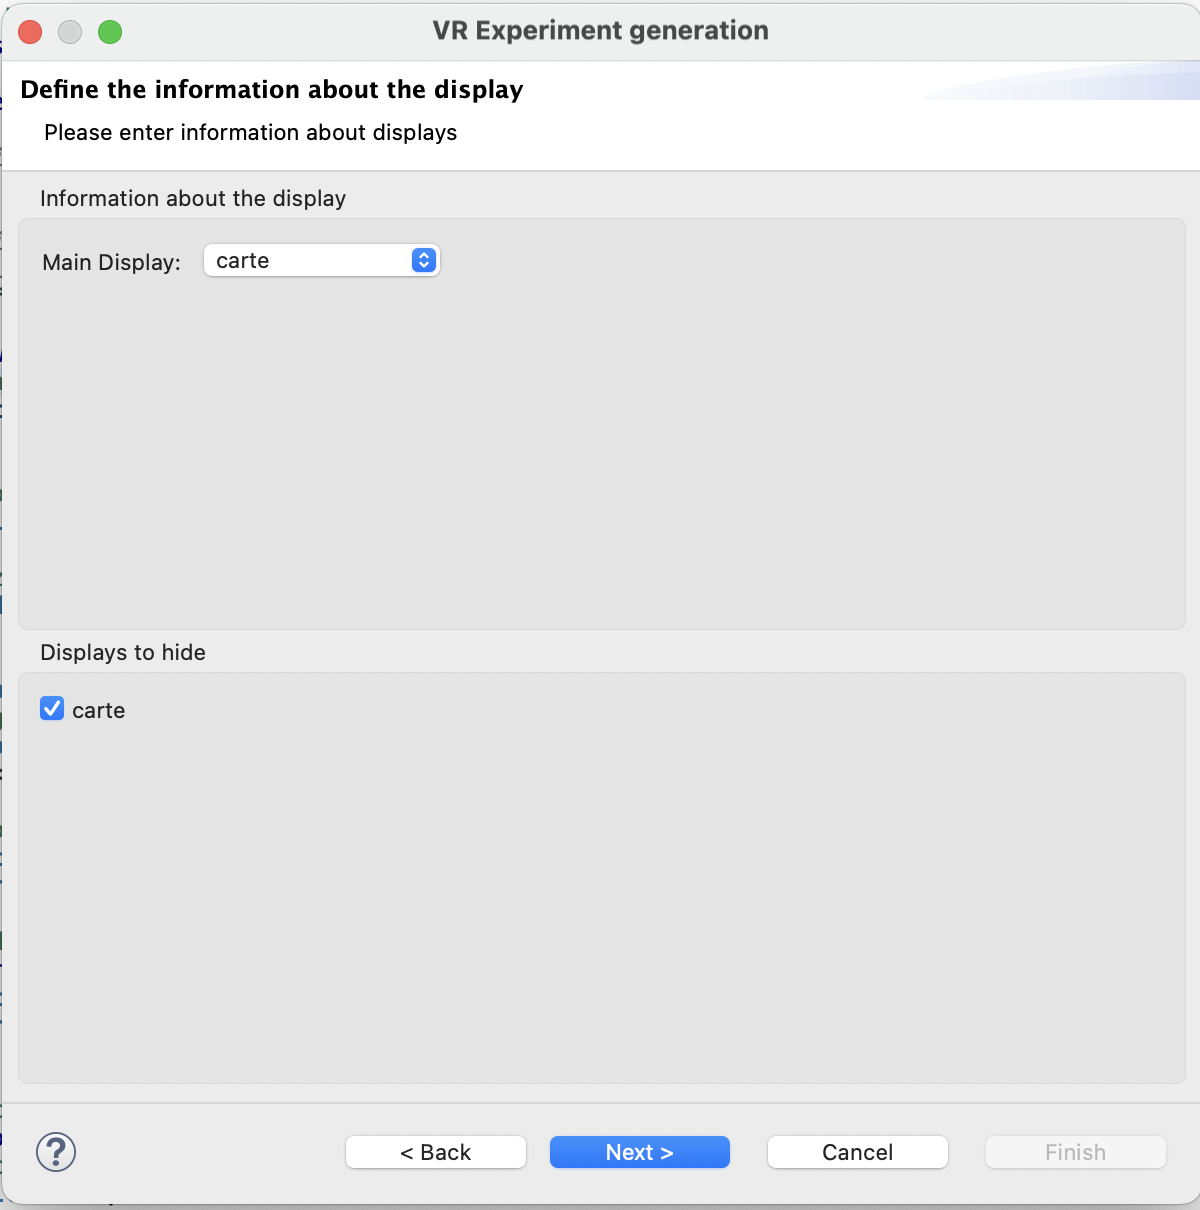 VR Experiment generation
Define the information about the display
Please enter information about displays
Information about the display
Main Display: carte
Displays to hide
carte
? < Back Next > Cancel Finish